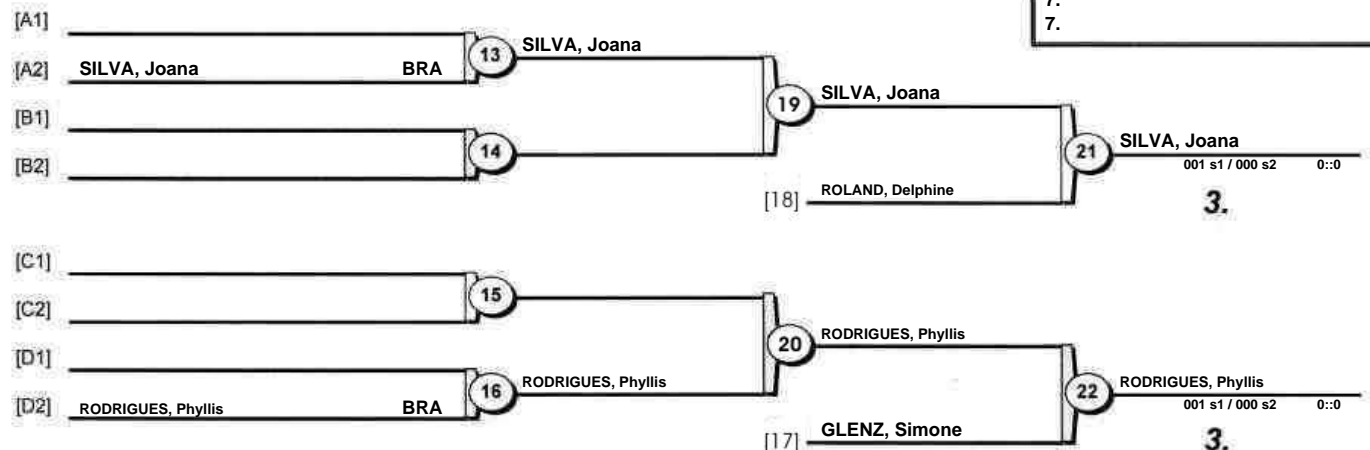 7.
7.
[A1]
[A2] SILVA, Joana BRA
13 SILVA, Joana
[B1]
[B2]
14
19 SILVA, Joana
[18] ROLAND, Delphine
21 SILVA, Joana
001 s1 / 000 s2 0::0
3.
[C1]
[C2]
15
[D1]
[D2] RODRIGUES, Phyllis BRA
16 RODRIGUES, Phyllis
20 RODRIGUES, Phyllis
[17] GLENZ, Simone
22 RODRIGUES, Phyllis
001 s1 / 000 s2 0::0
3.